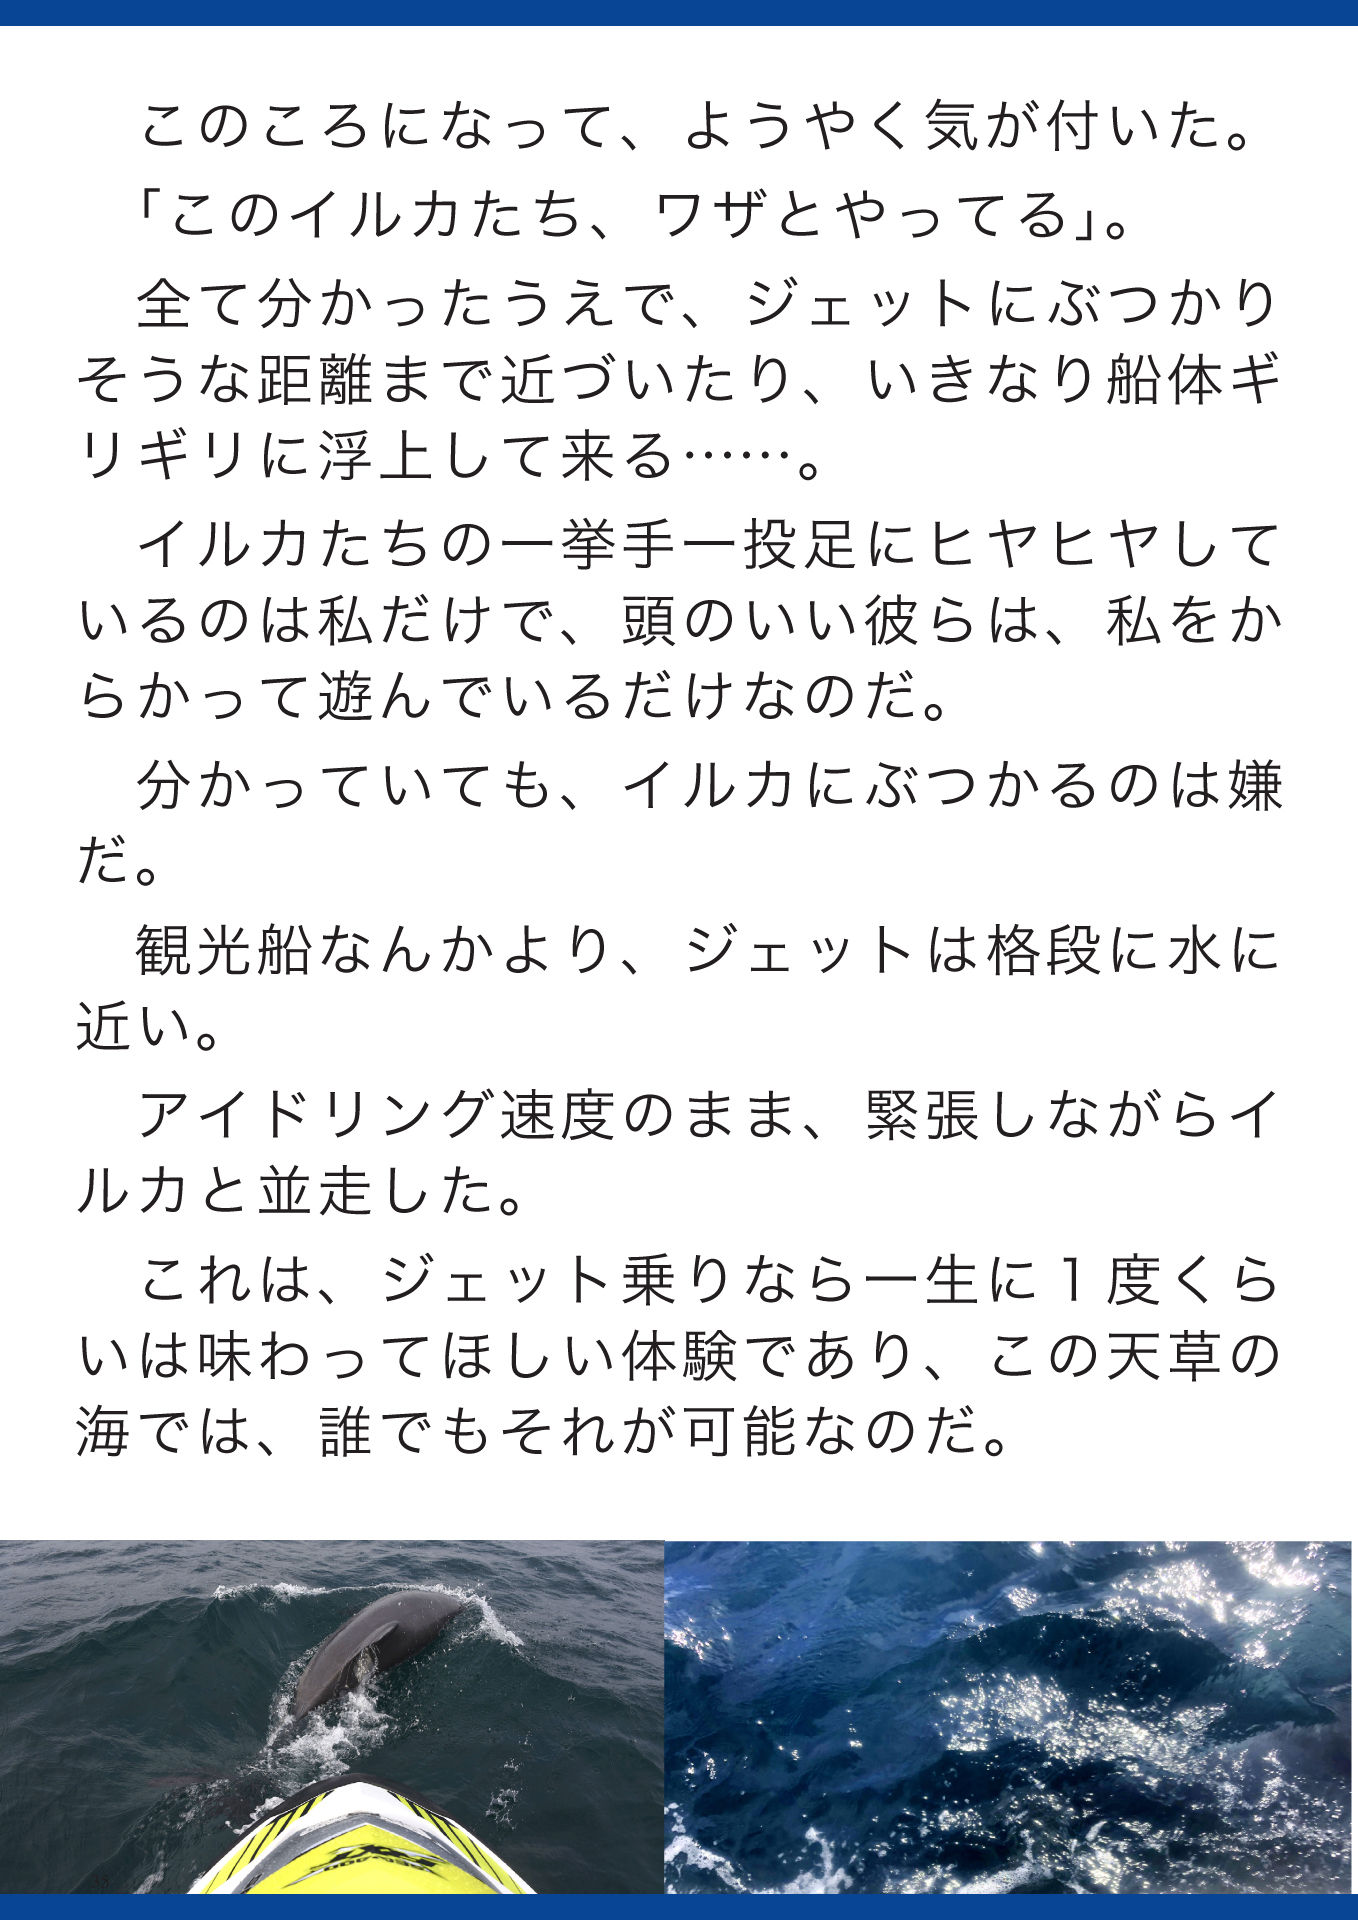 このころになって、ようやく気が付いた。
「このイルカたち、ワザとやってる」。
全て分かったうえで、ジェットにぶつかり
そうな距離まで近づいたり、いきなり船体ギ
リギリに浮上して来る……。
イルカたちの一挙手一投足にヒヤヒヤして
いるのは私だけで、頭のいい彼らは、私をか
らかって遊んでいるだけなのだ。
分かっていても、イルカにぶつかるのは嫌
だ。
観光船なんかより、ジェットは格段に水に
近い。
アイドリング速度のまま、緊張しながらイ
ルカと並走した。
これは、ジェット乗りなら一生に１度くら
いは味わってほしい体験であり、この天草の
海では、誰でもそれが可能なのだ。